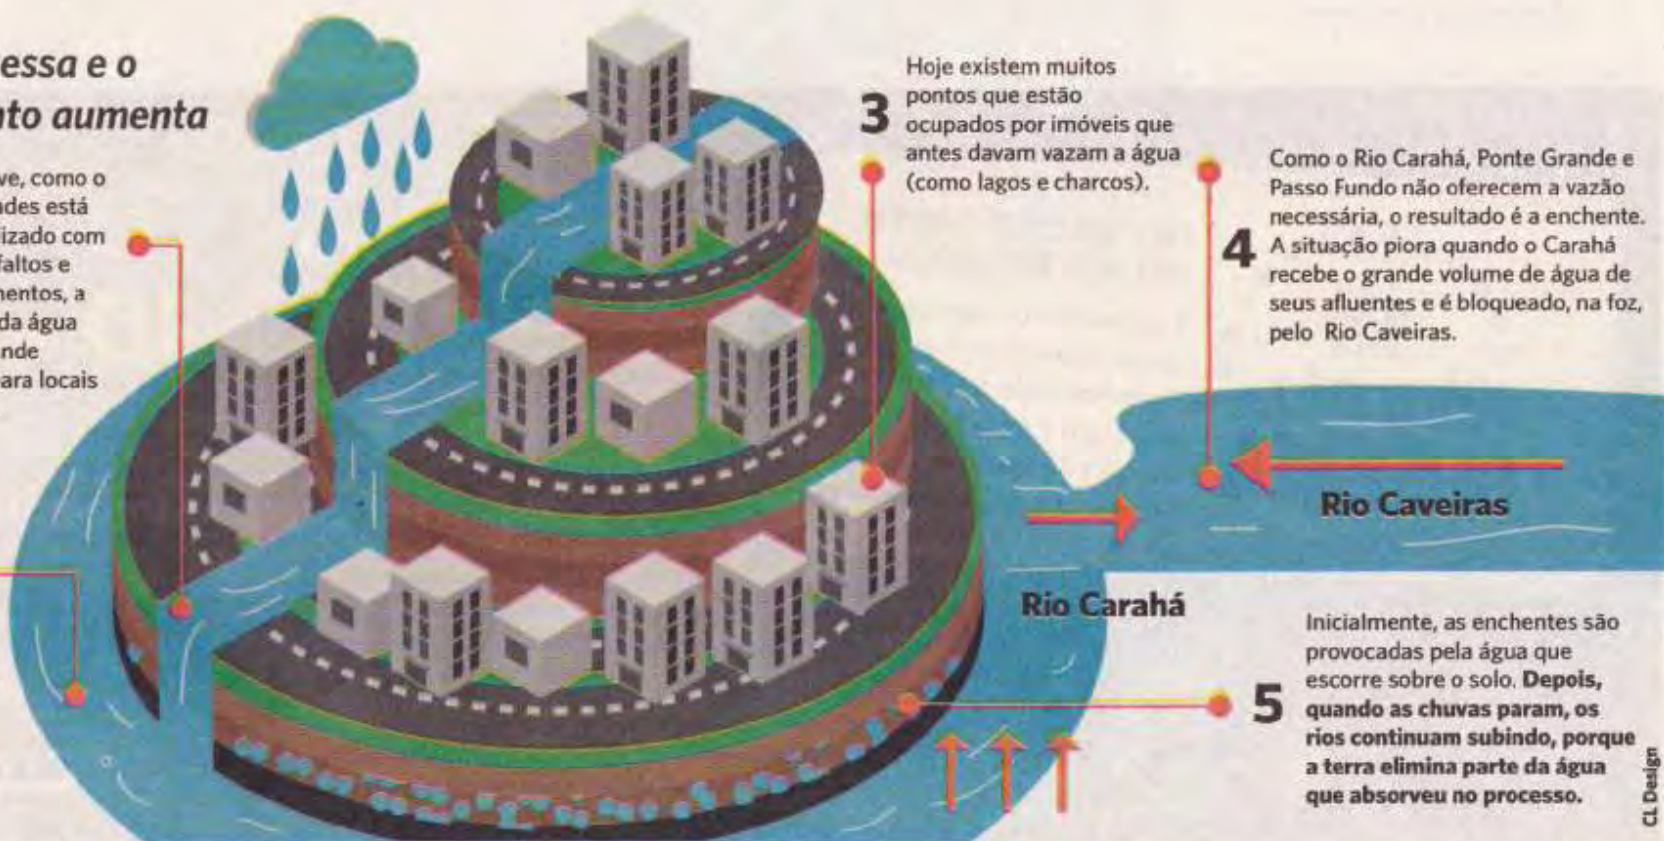 essa e o
nto aumenta
ve, como o
des está
izado com
faltos e
mentos, a
da água
nde
ara locais
3
Hoje existem muitos
pontos que estão
ocupados por imóveis que
antes davam vazam a água
(como lagos e charcos).
4
Como o Rio Carahá, Ponte Grande e
Passo Fundo não oferecem a vazão
necessária, o resultado é a enchente.
A situação piora quando o Carahá
recebe o grande volume de água de
seus afluentes e é bloqueado, na foz,
pelo Rio Caveiras.
Rio Caveiras
Rio Carahá
5
Inicialmente, as enchentes são
provocadas pela água que
escorre sobre o solo. Depois,
quando as chuvas param, os
rios continuam subindo, porque
a terra elimina parte da água
que absorveu no processo.
CL Design